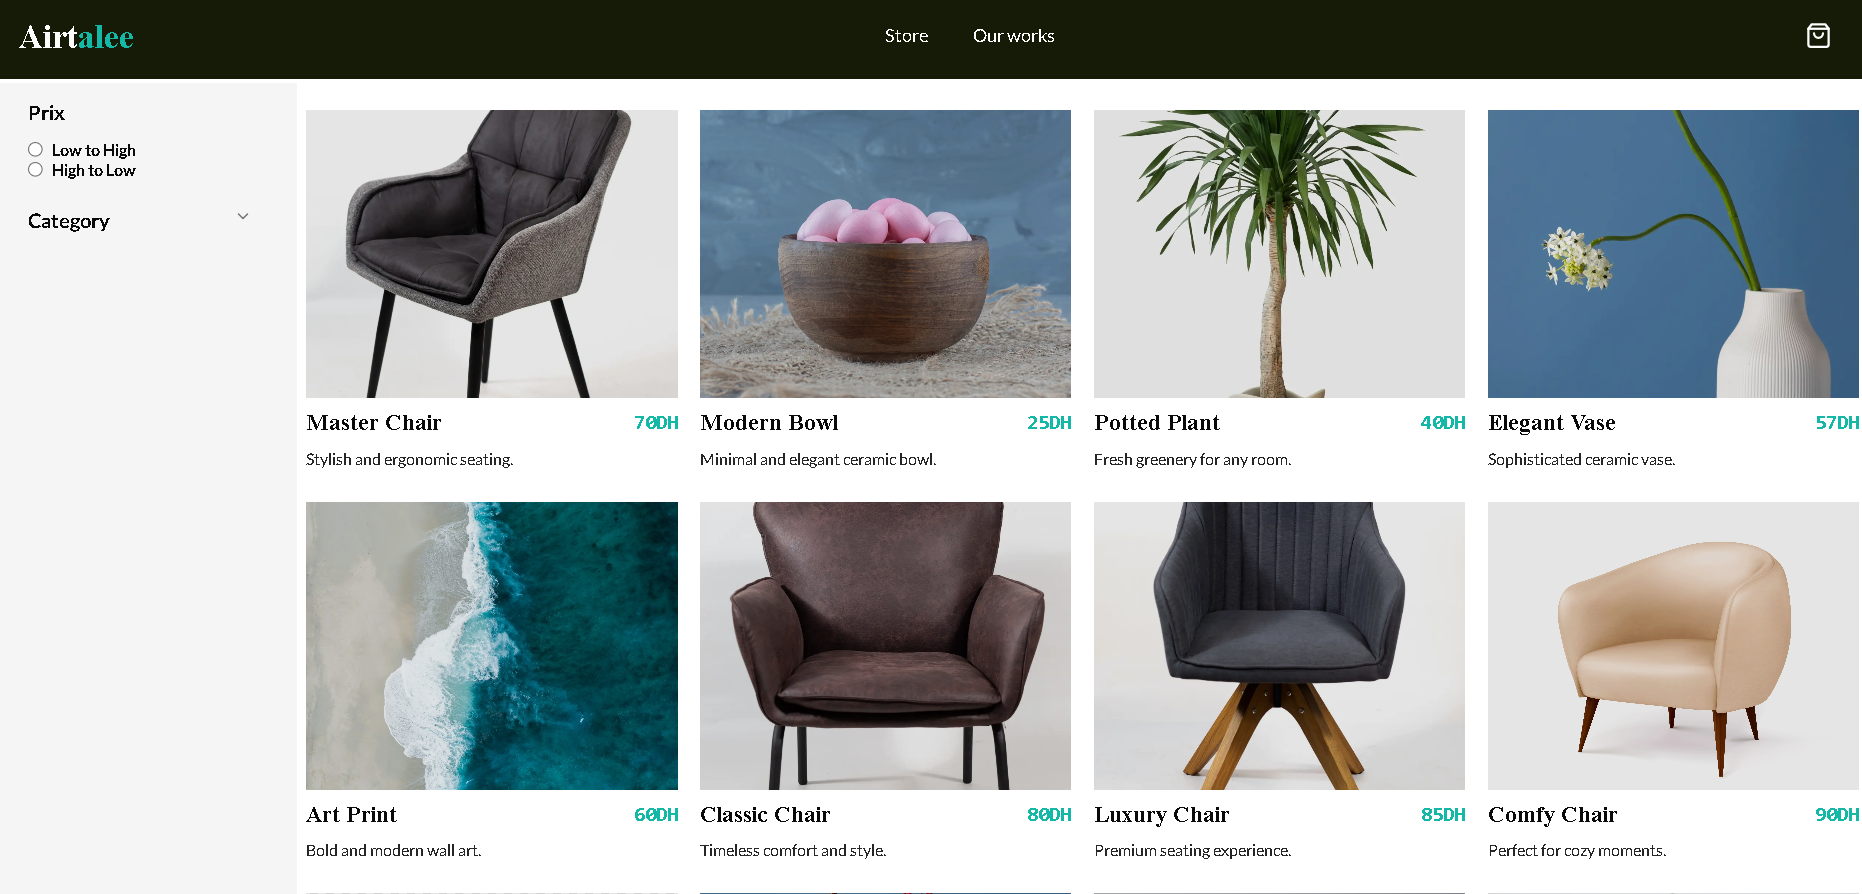 Airtalee
Store
Our works
Prix
Low to High
High to Low
Category
Master Chair 70DH
Stylish and ergonomic seating.
Modern Bowl 25DH
Minimal and elegant ceramic bowl.
Potted Plant 40DH
Fresh greenery for any room.
Elegant Vase 57DH
Sophisticated ceramic vase.
Art Print 60DH
Bold and modern wall art.
Classic Chair 80DH
Timeless comfort and style.
Luxury Chair 85DH
Premium seating experience.
Comfy Chair 90DH
Perfect for cozy moments.